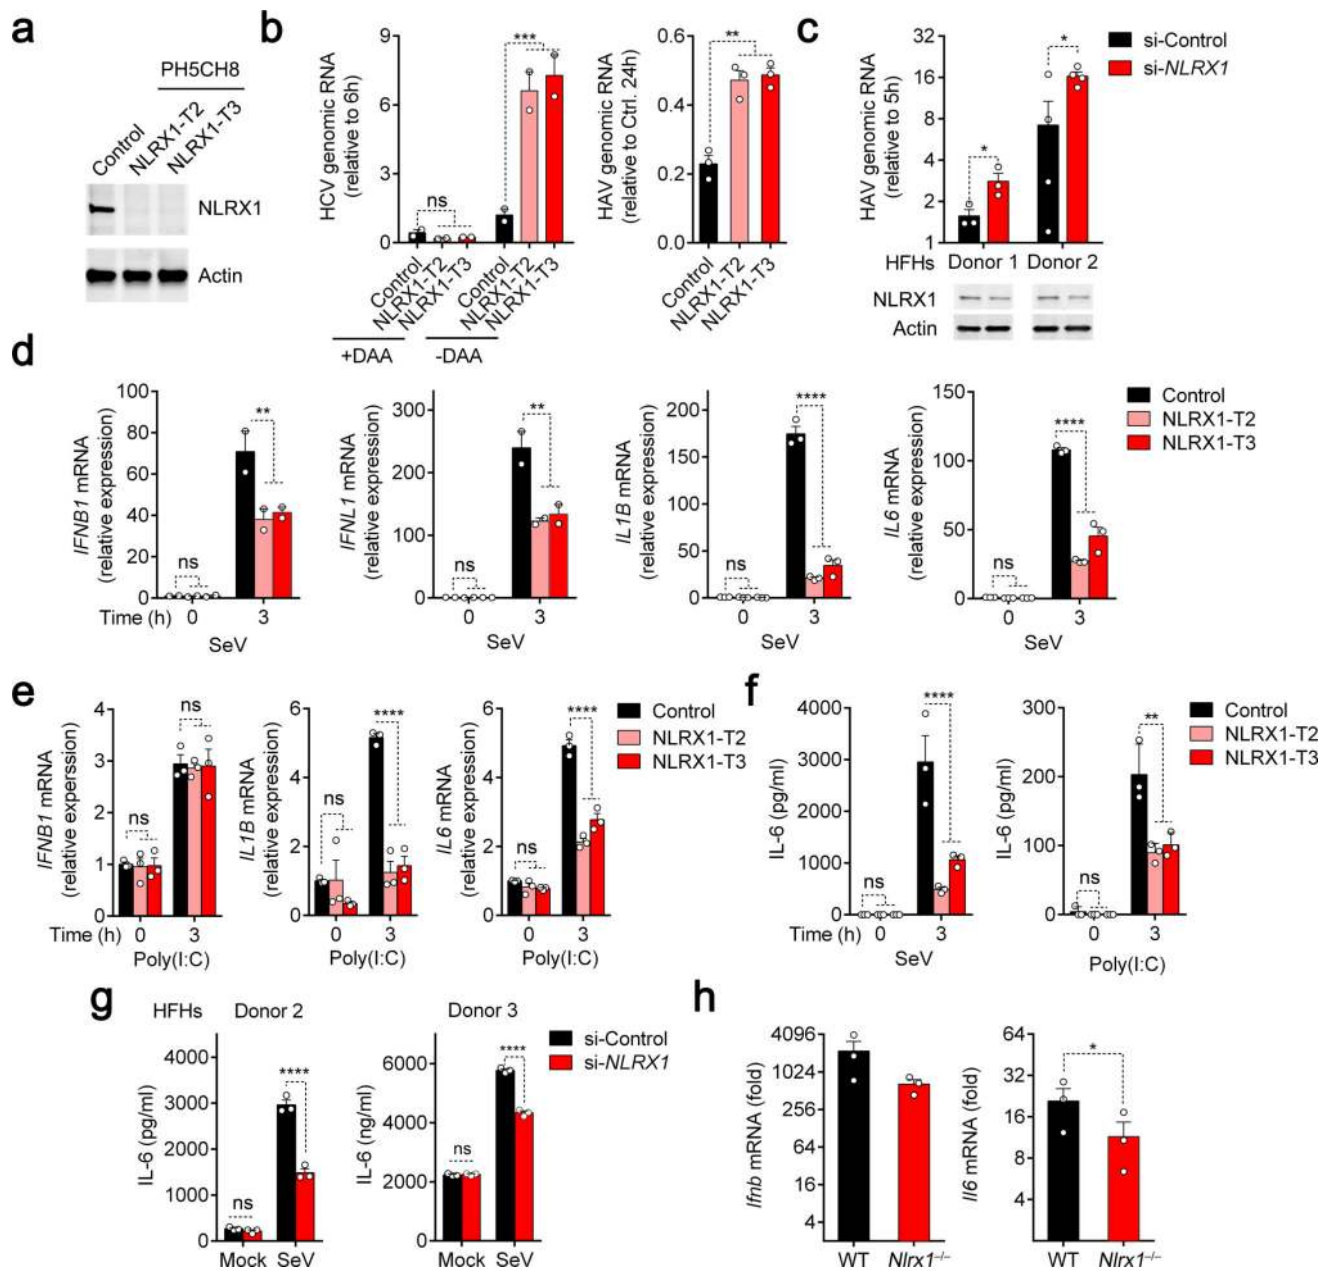 a
PH5CH8
Control
NLRX1-T2
NLRX1-T3
NLRX1
Actin
b
HCV genomic RNA
(relative to 6h)
9
6
3
0
ns
***
Control
NLRX1-T2
NLRX1-T3
Control
NLRX1-T2
NLRX1-T3
+DAA
-DAA
HAV genomic RNA
(relative to Ctrl. 24h)
0.6
0.4
0.2
0.0
**
Control
NLRX1-T2
NLRX1-T3
c
HAV genomic RNA
(relative to 5h)
32
16
8
4
2
1
*
*
si-Control
si-NLRX1
HFHs
Donor 1
Donor 2
NLRX1
Actin
d
IFNB1 mRNA
(relative expression)
100
80
60
40
20
0
ns
**
Time (h)
0
3
SeV
IFNL1 mRNA
(relative expression)
300
200
100
0
ns
**
0
3
SeV
IL1B mRNA
(relative expression)
200
150
100
50
0
ns
****
0
3
SeV
IL6 mRNA
(relative expression)
150
100
50
0
ns
****
0
3
SeV
Control
NLRX1-T2
NLRX1-T3
e
IFNB1 mRNA
(relative experssion)
4
3
2
1
0
ns
ns
Time (h)
0
3
Poly(I:C)
IL1B mRNA
(relative expression)
6
4
2
0
ns
****
0
3
Poly(I:C)
IL6 mRNA
(relative expression)
6
4
2
0
ns
****
0
3
Poly(I:C)
Control
NLRX1-T2
NLRX1-T3
f
IL-6 (pg/ml)
4000
3000
2000
1000
0
ns
****
Time (h)
0
3
SeV
IL-6 (pg/ml)
300
200
100
0
ns
**
0
3
Poly(I:C)
Control
NLRX1-T2
NLRX1-T3
g
HFHs
Donor 2
IL-6 (pg/ml)
4000
3000
2000
1000
0
ns
****
Mock
SeV
Donor 3
IL-6 (ng/ml)
6000
4000
2000
0
ns
****
Mock
SeV
si-Control
si-NLRX1
h
Ifnb mRNA (fold)
4096
1024
256
64
16
4
WT
Nlrx1–/–
Il6 mRNA (fold)
64
32
16
8
4
*
WT
Nlrx1–/–